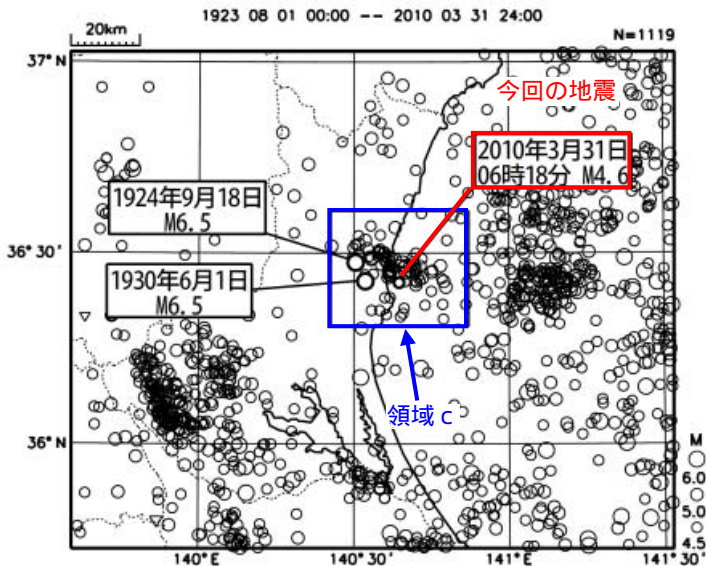 1923 08 01 00:00 -- 2010 03 31 24:00
20km
N=1119
37°N
今回の地震
2010年3月31日
06時18分 M4.6
1924年9月18日
M6.5
36°30'
1930年6月1日
M6.5
領域c
36°N
M
6.0
5.0
4.5
140°E
140°30'
141°E
141°30'